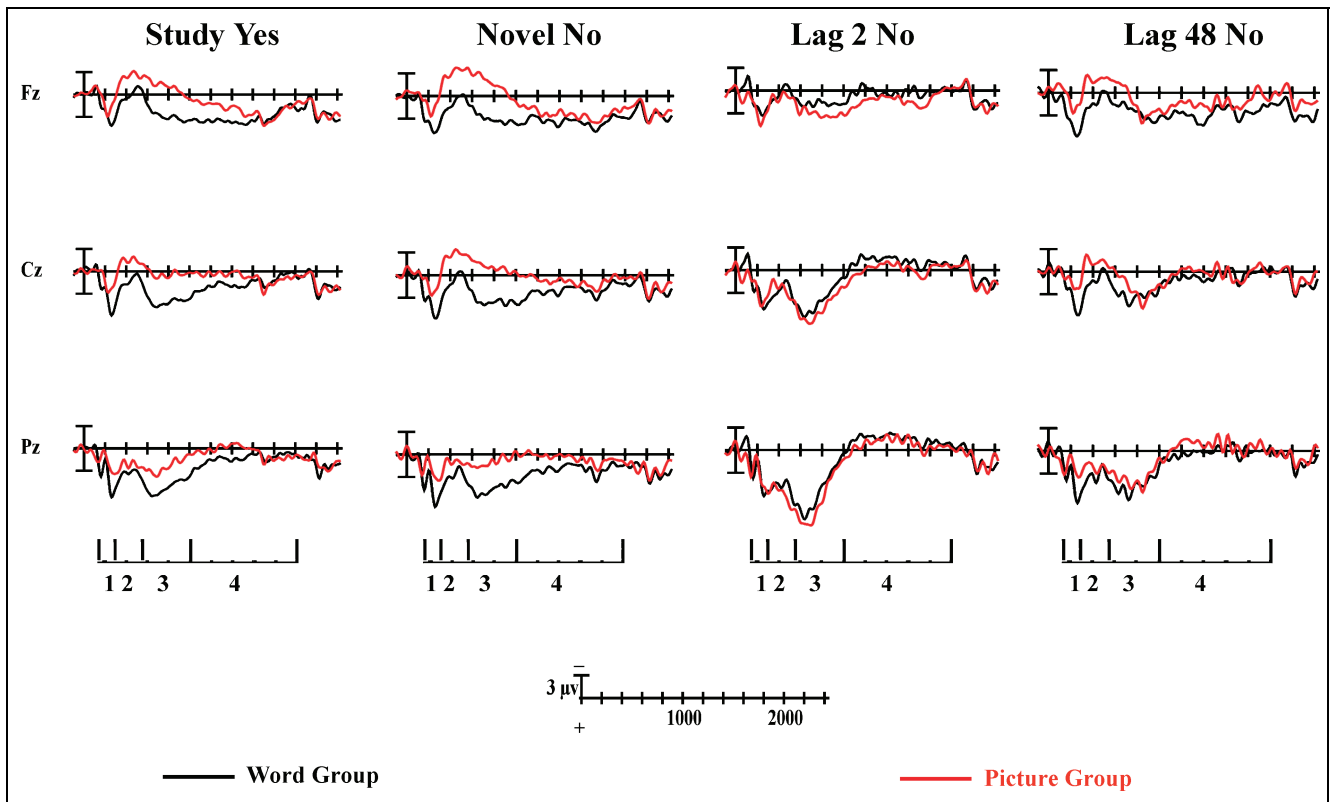 Study Yes Novel No Lag 2 No Lag 48 No
Fz
Cz
Pz
1 2 3 4 1 2 3 4 1 2 3 4 1 2 3 4
−
3 μv
1000 2000
+
Word Group Picture Group